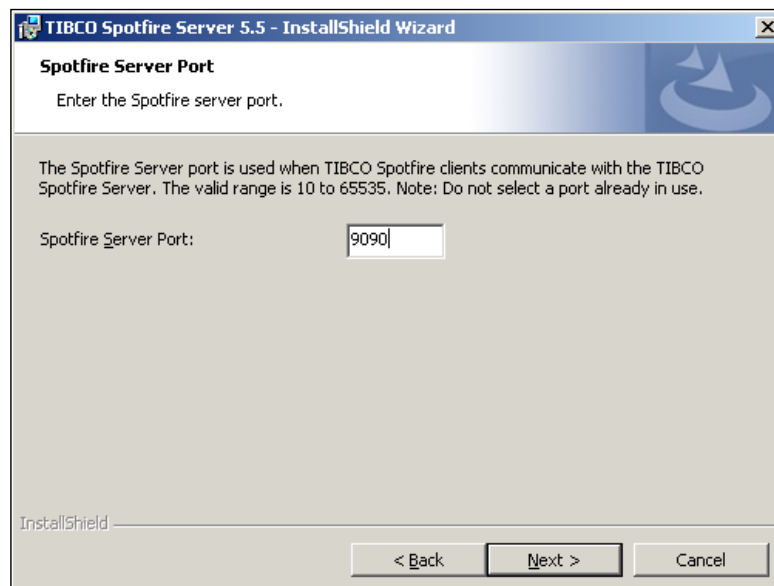 TIBCO Spotfire Server 5.5 - InstallShield Wizard
Spotfire Server Port
Enter the Spotfire server port.
The Spotfire Server port is used when TIBCO Spotfire clients communicate with the TIBCO
Spotfire Server. The valid range is 10 to 65535. Note: Do not select a port already in use.
Spotfire Server Port: 9090
InstallShield
< Back Next > Cancel